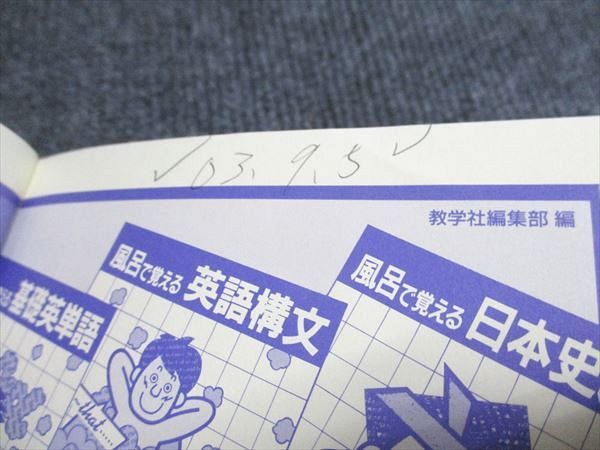 03.9.5
教学社編集部 編
風呂で覚える 英語構文
風呂で覚える 日本史
基礎英単語
~that......